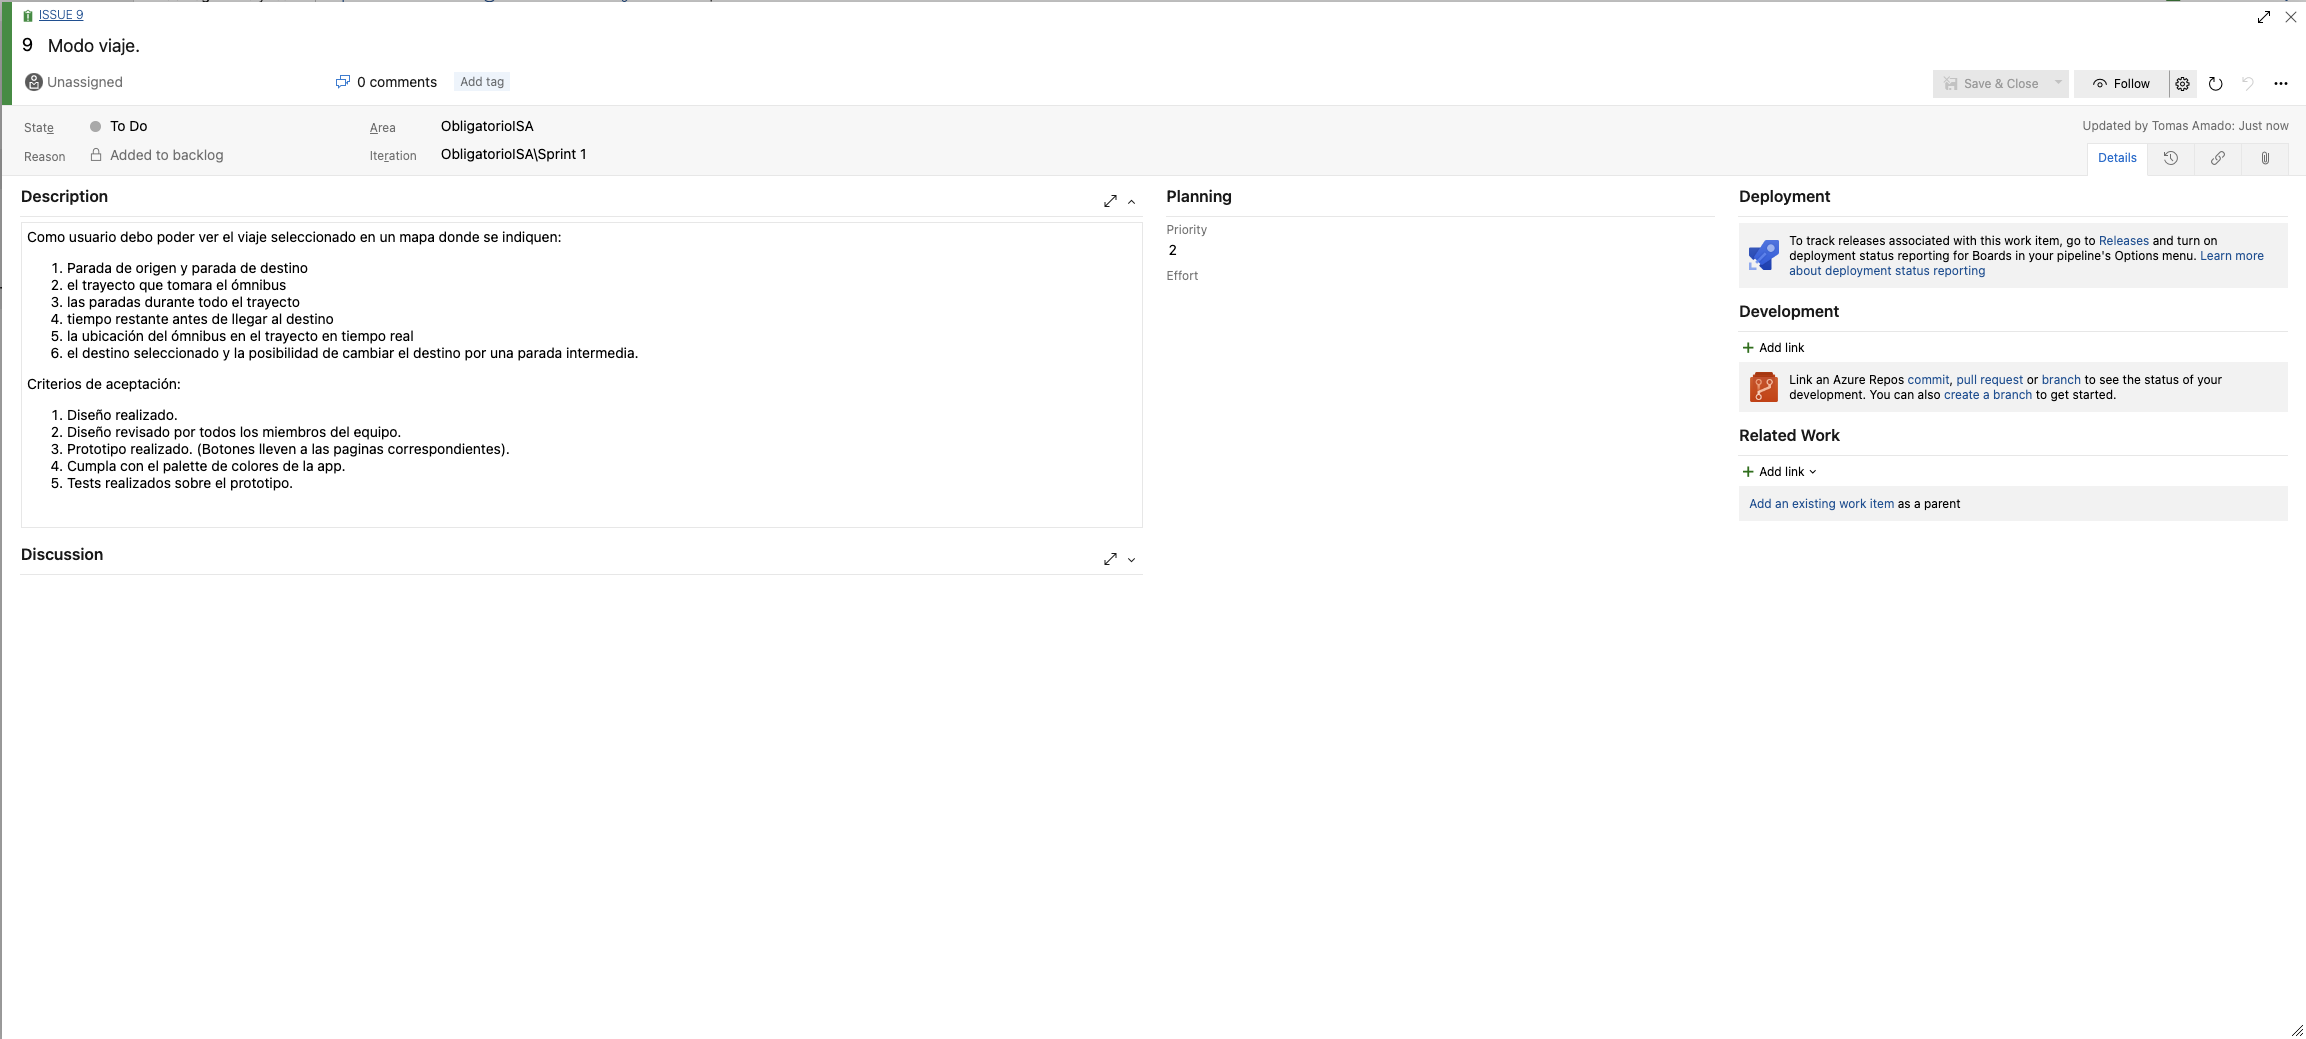 ISSUE 9
9 Modo viaje.
Unassigned
0 comments
Add tag
Save & Close
Follow
State
To Do
Area
ObligatorioISA
Updated by Tomas Amado: Just now
Reason
Added to backlog
Iteration
ObligatorioISA\Sprint 1
Details
Description
Como usuario debo poder ver el viaje seleccionado en un mapa donde se indiquen:
1. Parada de origen y parada de destino
2. el trayecto que tomara el ómnibus
3. las paradas durante todo el trayecto
4. tiempo restante antes de llegar al destino
5. la ubicación del ómnibus en el trayecto en tiempo real
6. el destino seleccionado y la posibilidad de cambiar el destino por una parada intermedia.
Criterios de aceptación:
1. Diseño realizado.
2. Diseño revisado por todos los miembros del equipo.
3. Prototipo realizado. (Botones lleven a las paginas correspondientes).
4. Cumpla con el palette de colores de la app.
5. Tests realizados sobre el prototipo.
Discussion
Planning
Priority
2
Effort
Deployment
To track releases associated with this work item, go to Releases and turn on
deployment status reporting for Boards in your pipeline's Options menu. Learn more
about deployment status reporting
Development
Add link
Link an Azure Repos commit, pull request or branch to see the status of your
development. You can also create a branch to get started.
Related Work
Add link
Add an existing work item as a parent